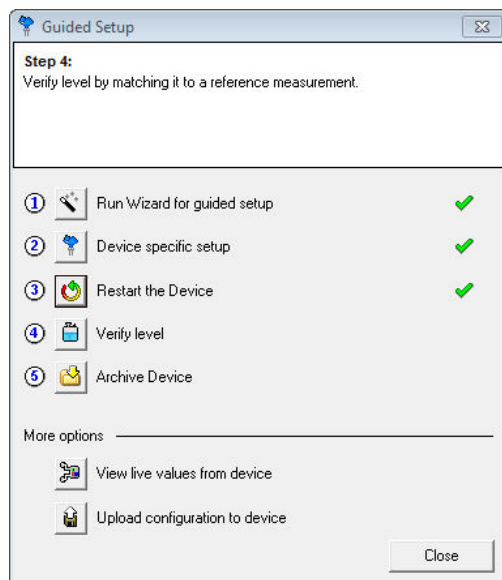 Guided Setup
Step 4:
Verify level by matching it to a reference measurement.
1 Run Wizard for guided setup
2 Device specific setup
3 Restart the Device
4 Verify level
5 Archive Device
More options
View live values from device
Upload configuration to device
Close